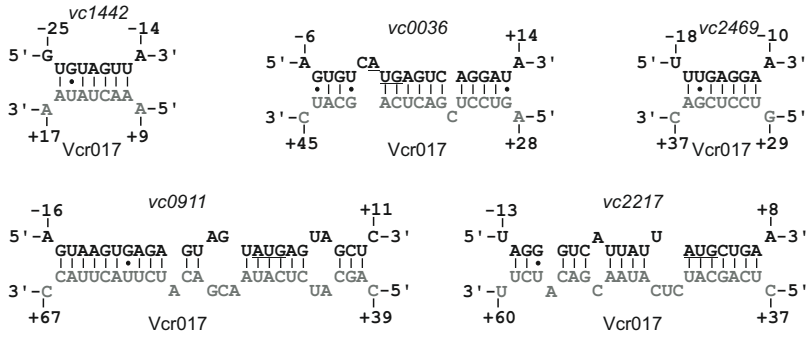 vc1442
-25 -14
5'-G UGUAGUU A-3'
3'-A AUAUCAA A-5'
+17 +9
Vcr017
vc0036
-6 +14
5'-A GUGU CA UGAGUC AGGAU A-3'
3'-C UACG ACUCAG C UCCUG A-5'
+45 +28
Vcr017
vc2469
-18 -10
5'-U UUGAGGA A-3'
3'-C AGCUCCU G-5'
+37 +29
Vcr017
vc0911
-16 +11
5'-A GUAAGUGAGA GU AG UAUGAG UA GCU C-3'
3'-C CAUUCAUUCU A CA GCA AUACUC UA CGA C-5'
+67 +39
Vcr017
vc2217
-13 +8
5'-U AGG GUC A UUAU U AUGCUGA A-3'
3'-U UCU A CAG C AAUA CUC UACGACU C-5'
+60 +37
Vcr017